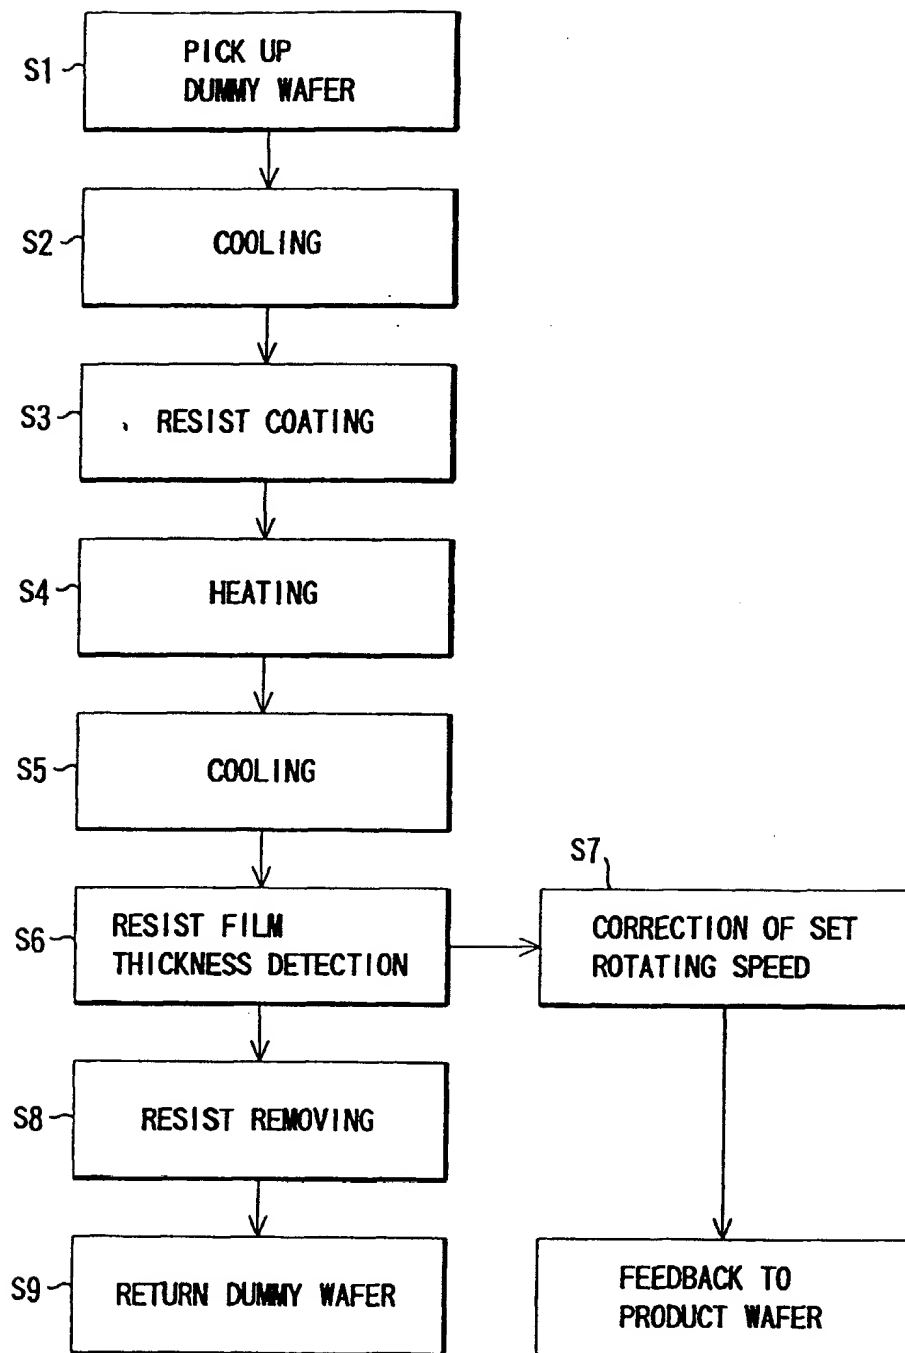 S1
PICK UP
DUMMY WAFER
S2
COOLING
S3
RESIST COATING
S4
HEATING
S5
COOLING
S6
RESIST FILM
THICKNESS DETECTION
S7
CORRECTION OF SET
ROTATING SPEED
S8
RESIST REMOVING
S9
RETURN DUMMY WAFER
FEEDBACK TO
PRODUCT WAFER